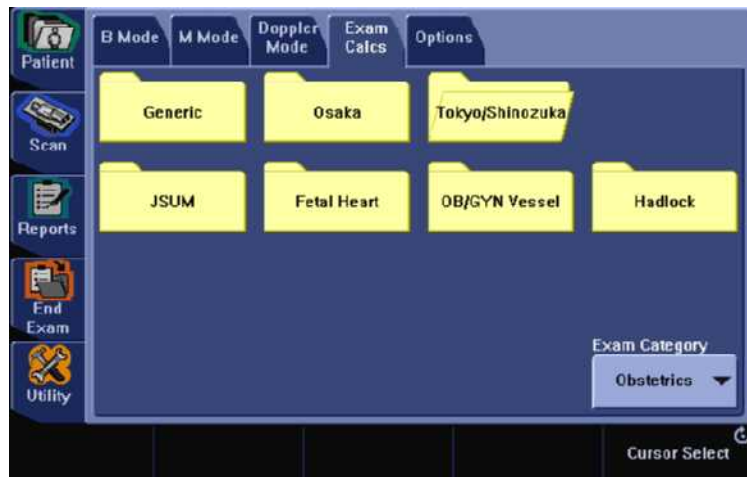 Patient
B Mode
M Mode
Doppler
Mode
Exam
Calcs
Options
Generic
Osaka
Tokyo/Shinozuka
Scan
JSUM
Fetal Heart
OB/GYN Vessel
Hadlock
Reports
End
Exam
Exam Category
Obstetrics
Utility
Cursor Select